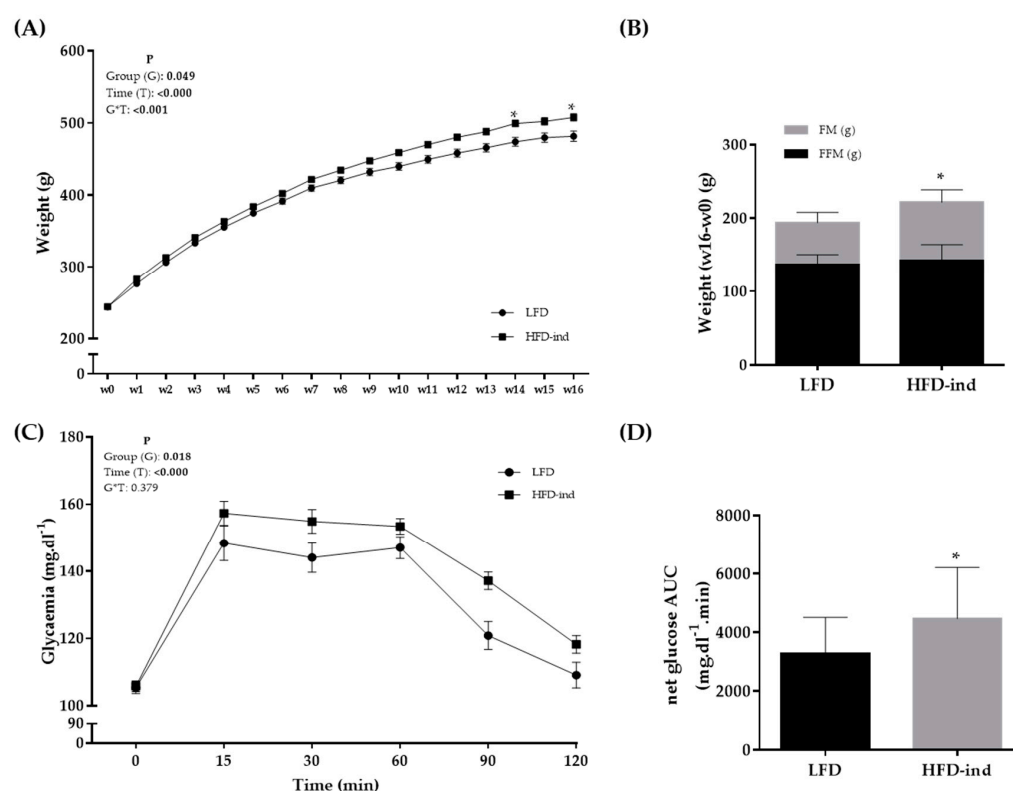 (A)
600
500
400
300
200
0
Weight (g)
P
Group (G): 0.049
Time (T): <0.000
G*T: <0.001
*
*
LFD
HFD-ind
w0 w1 w2 w3 w4 w5 w6 w7 w8 w9 w10 w11 w12 w13 w14 w15 w16
(B)
FM (g)
FFM (g)
300
200
100
0
Weight (w16-w0) (g)
*
LFD HFD-ind
(C)
180
160
140
120
100
90
0
Glycaemia (mg.dl-1)
P
Group (G): 0.018
Time (T): <0.000
G*T: 0.379
LFD
HFD-ind
0 15 30 60 90 120
Time (min)
(D)
8000
6000
4000
2000
0
net glucose AUC
(mg.dl-1.min)
*
LFD HFD-ind